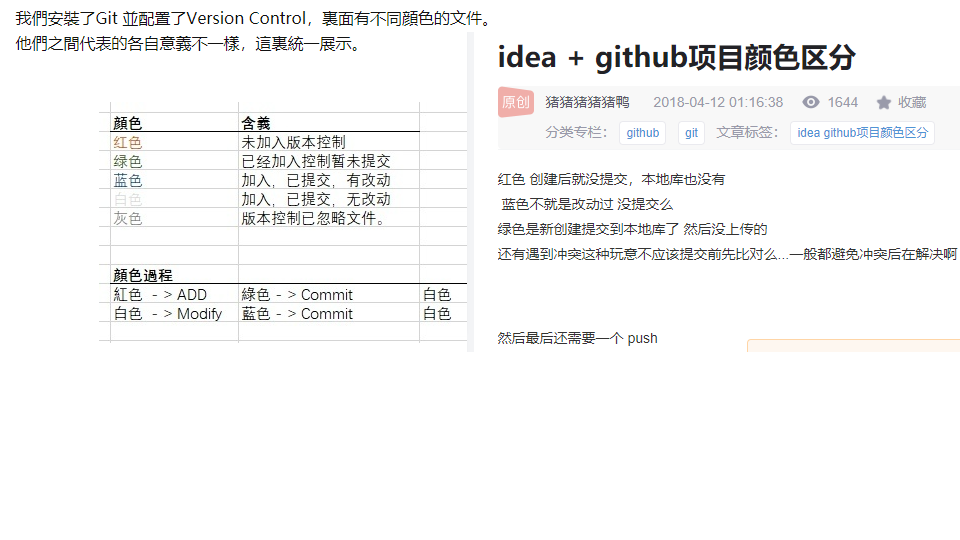 我們安裝了Git 並配置了Version Control，裏面有不同顔色的文件。
他們之間代表的各自意義不一樣，這裏統一展示。
顏色 含義
红色 未加入版本控制
绿色 已经加入控制暂未提交
蓝色 加入，已提交，有改动
白色 加入，已提交，无改动
灰色 版本控制已忽略文件。
顏色過程
紅色 -> ADD 綠色 -> Commit 白色
白色 -> Modify 藍色 -> Commit 白色
idea + github项目颜色区分
原创 猪猪猪猪猪鸭 2018-04-12 01:16:38 1644 收藏
分类专栏： github git 文章标签： idea github项目颜色区分
红色 创建后就没提交，本地库也没有
蓝色不就是改动过 没提交么
绿色是新创建提交到本地库了 然后没上传的
还有遇到冲突这种玩意不应该提交前先比对么...一般都避免冲突后在解决啊
然后最后还需要一个 push